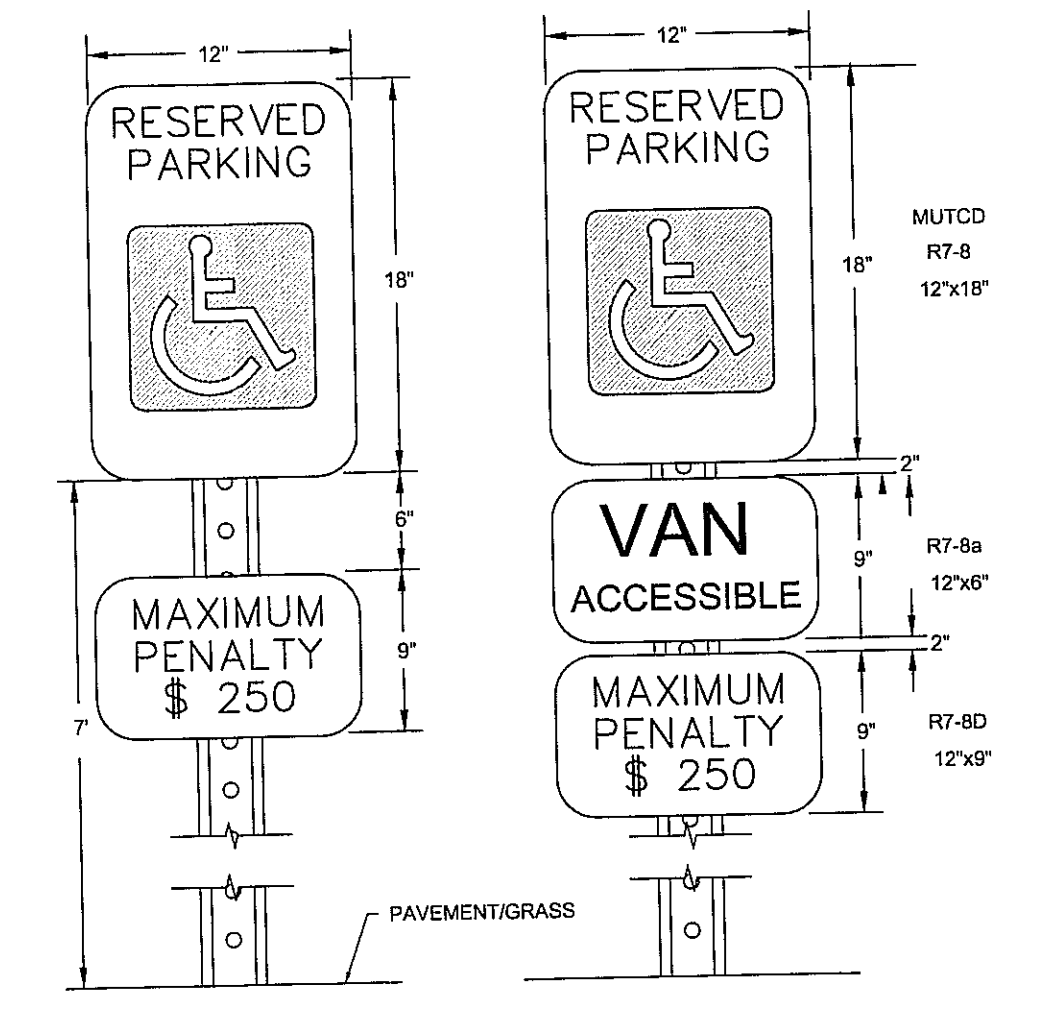 12"
RESERVED
PARKING
18"
6"
MAXIMUM
PENALTY
$ 250
9"
7'
PAVEMENT/GRASS
12"
RESERVED
PARKING
18"
MUTCD
R7-8
12"x18"
2"
VAN
ACCESSIBLE
9"
R7-8a
12"x6"
2"
MAXIMUM
PENALTY
$ 250
9"
R7-8D
12"x9"